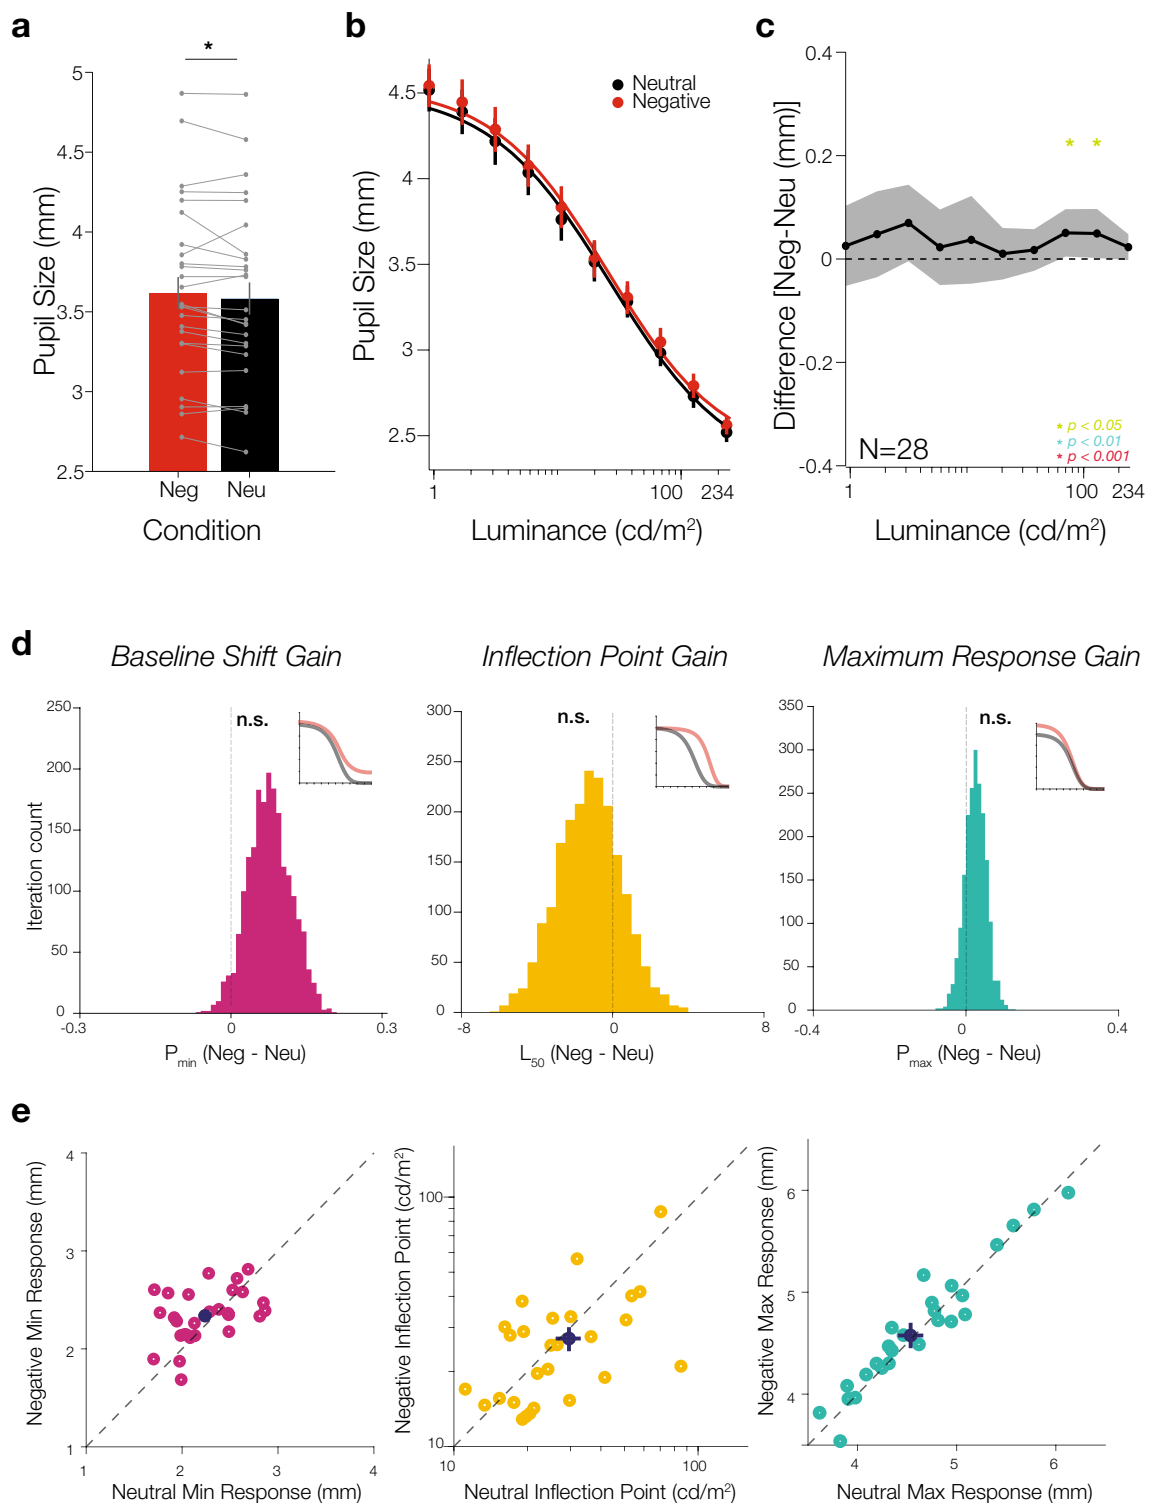 a
*
5
4.5
4
3.5
3
2.5
Pupil Size (mm)
Neg
Neu
Condition
b
Neutral
Negative
4.5
4
3.5
3
2.5
Pupil Size (mm)
1
100
234
Luminance (cd/m²)
c
0.4
0.2
0
-0.2
-0.4
Difference [Neg-Neu (mm)]
* *
* p < 0.05
* p < 0.01
* p < 0.001
N=28
1
100
234
Luminance (cd/m²)
d
Baseline Shift Gain
Inflection Point Gain
Maximum Response Gain
250
200
150
100
50
0
Iteration count
n.s.
-0.3
0
0.3
Pmin (Neg - Neu)
300
250
200
150
100
50
0
n.s.
-8
0
8
L50 (Neg - Neu)
350
300
250
200
150
100
50
0
n.s.
-0.4
0
0.4
Pmax (Neg - Neu)
e
4
3
2
1
Negative Min Response (mm)
1
2
3
4
Neutral Min Response (mm)
100
10
Negative Inflection Point (cd/m²)
10
100
Neutral Inflection Point (cd/m²)
6
5
4
Negative Max Response (mm)
4
5
6
Neutral Max Response (mm)